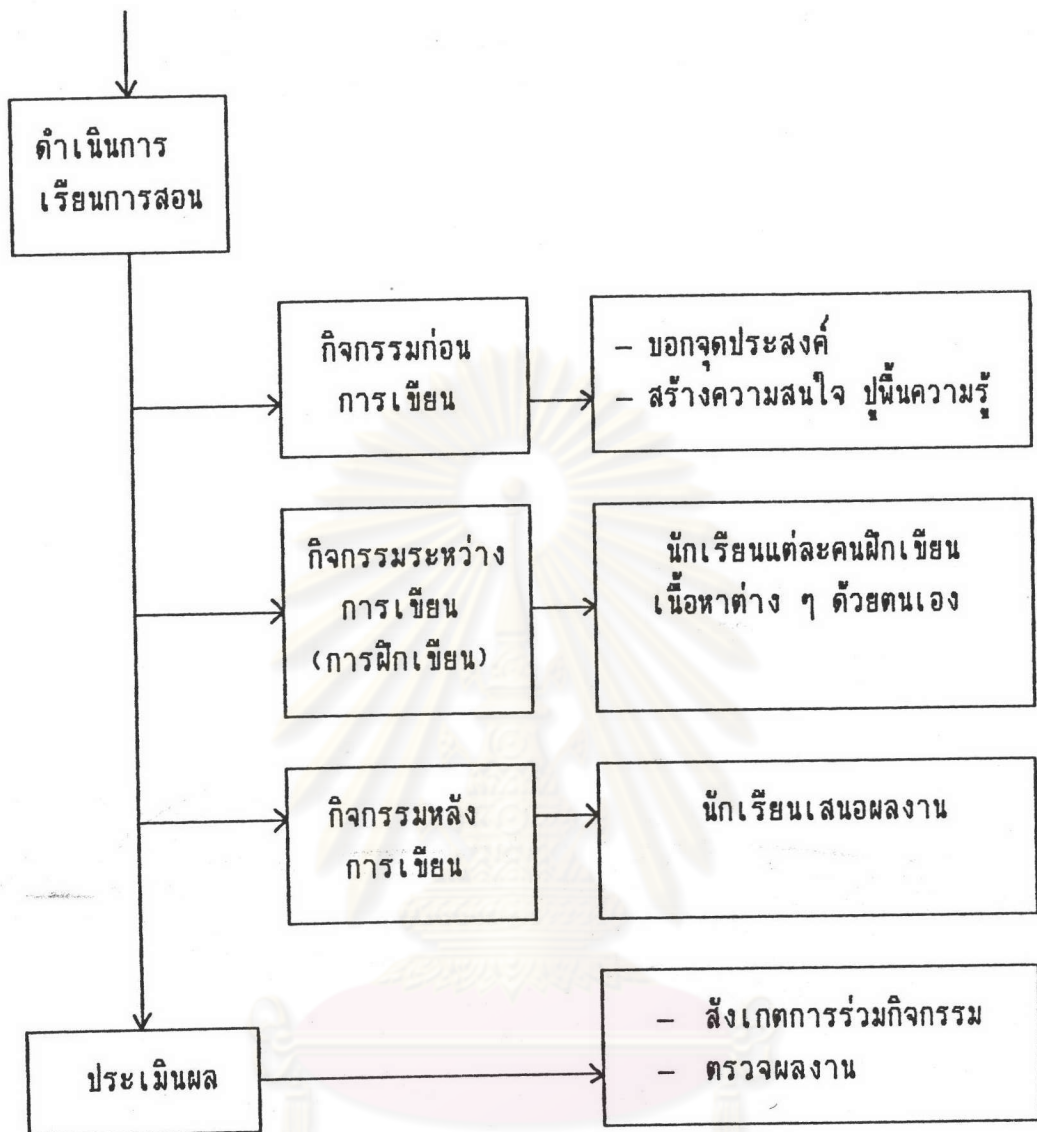 ดำเนินการ
เรียนการสอน
กิจกรรมก่อน
การเขียน
- บอกจุดประสงค์
- สร้างความสนใจ ปูพื้นความรู้
กิจกรรมระหว่าง
การเขียน
(การฝึกเขียน)
นักเรียนแต่ละคนฝึกเขียน
เนื้อหาต่าง ๆ ด้วยตนเอง
กิจกรรมหลัง
การเขียน
นักเรียนเสนอผลงาน
ประเมินผล
- สังเกตการร่วมกิจกรรม
- ตรวจผลงาน